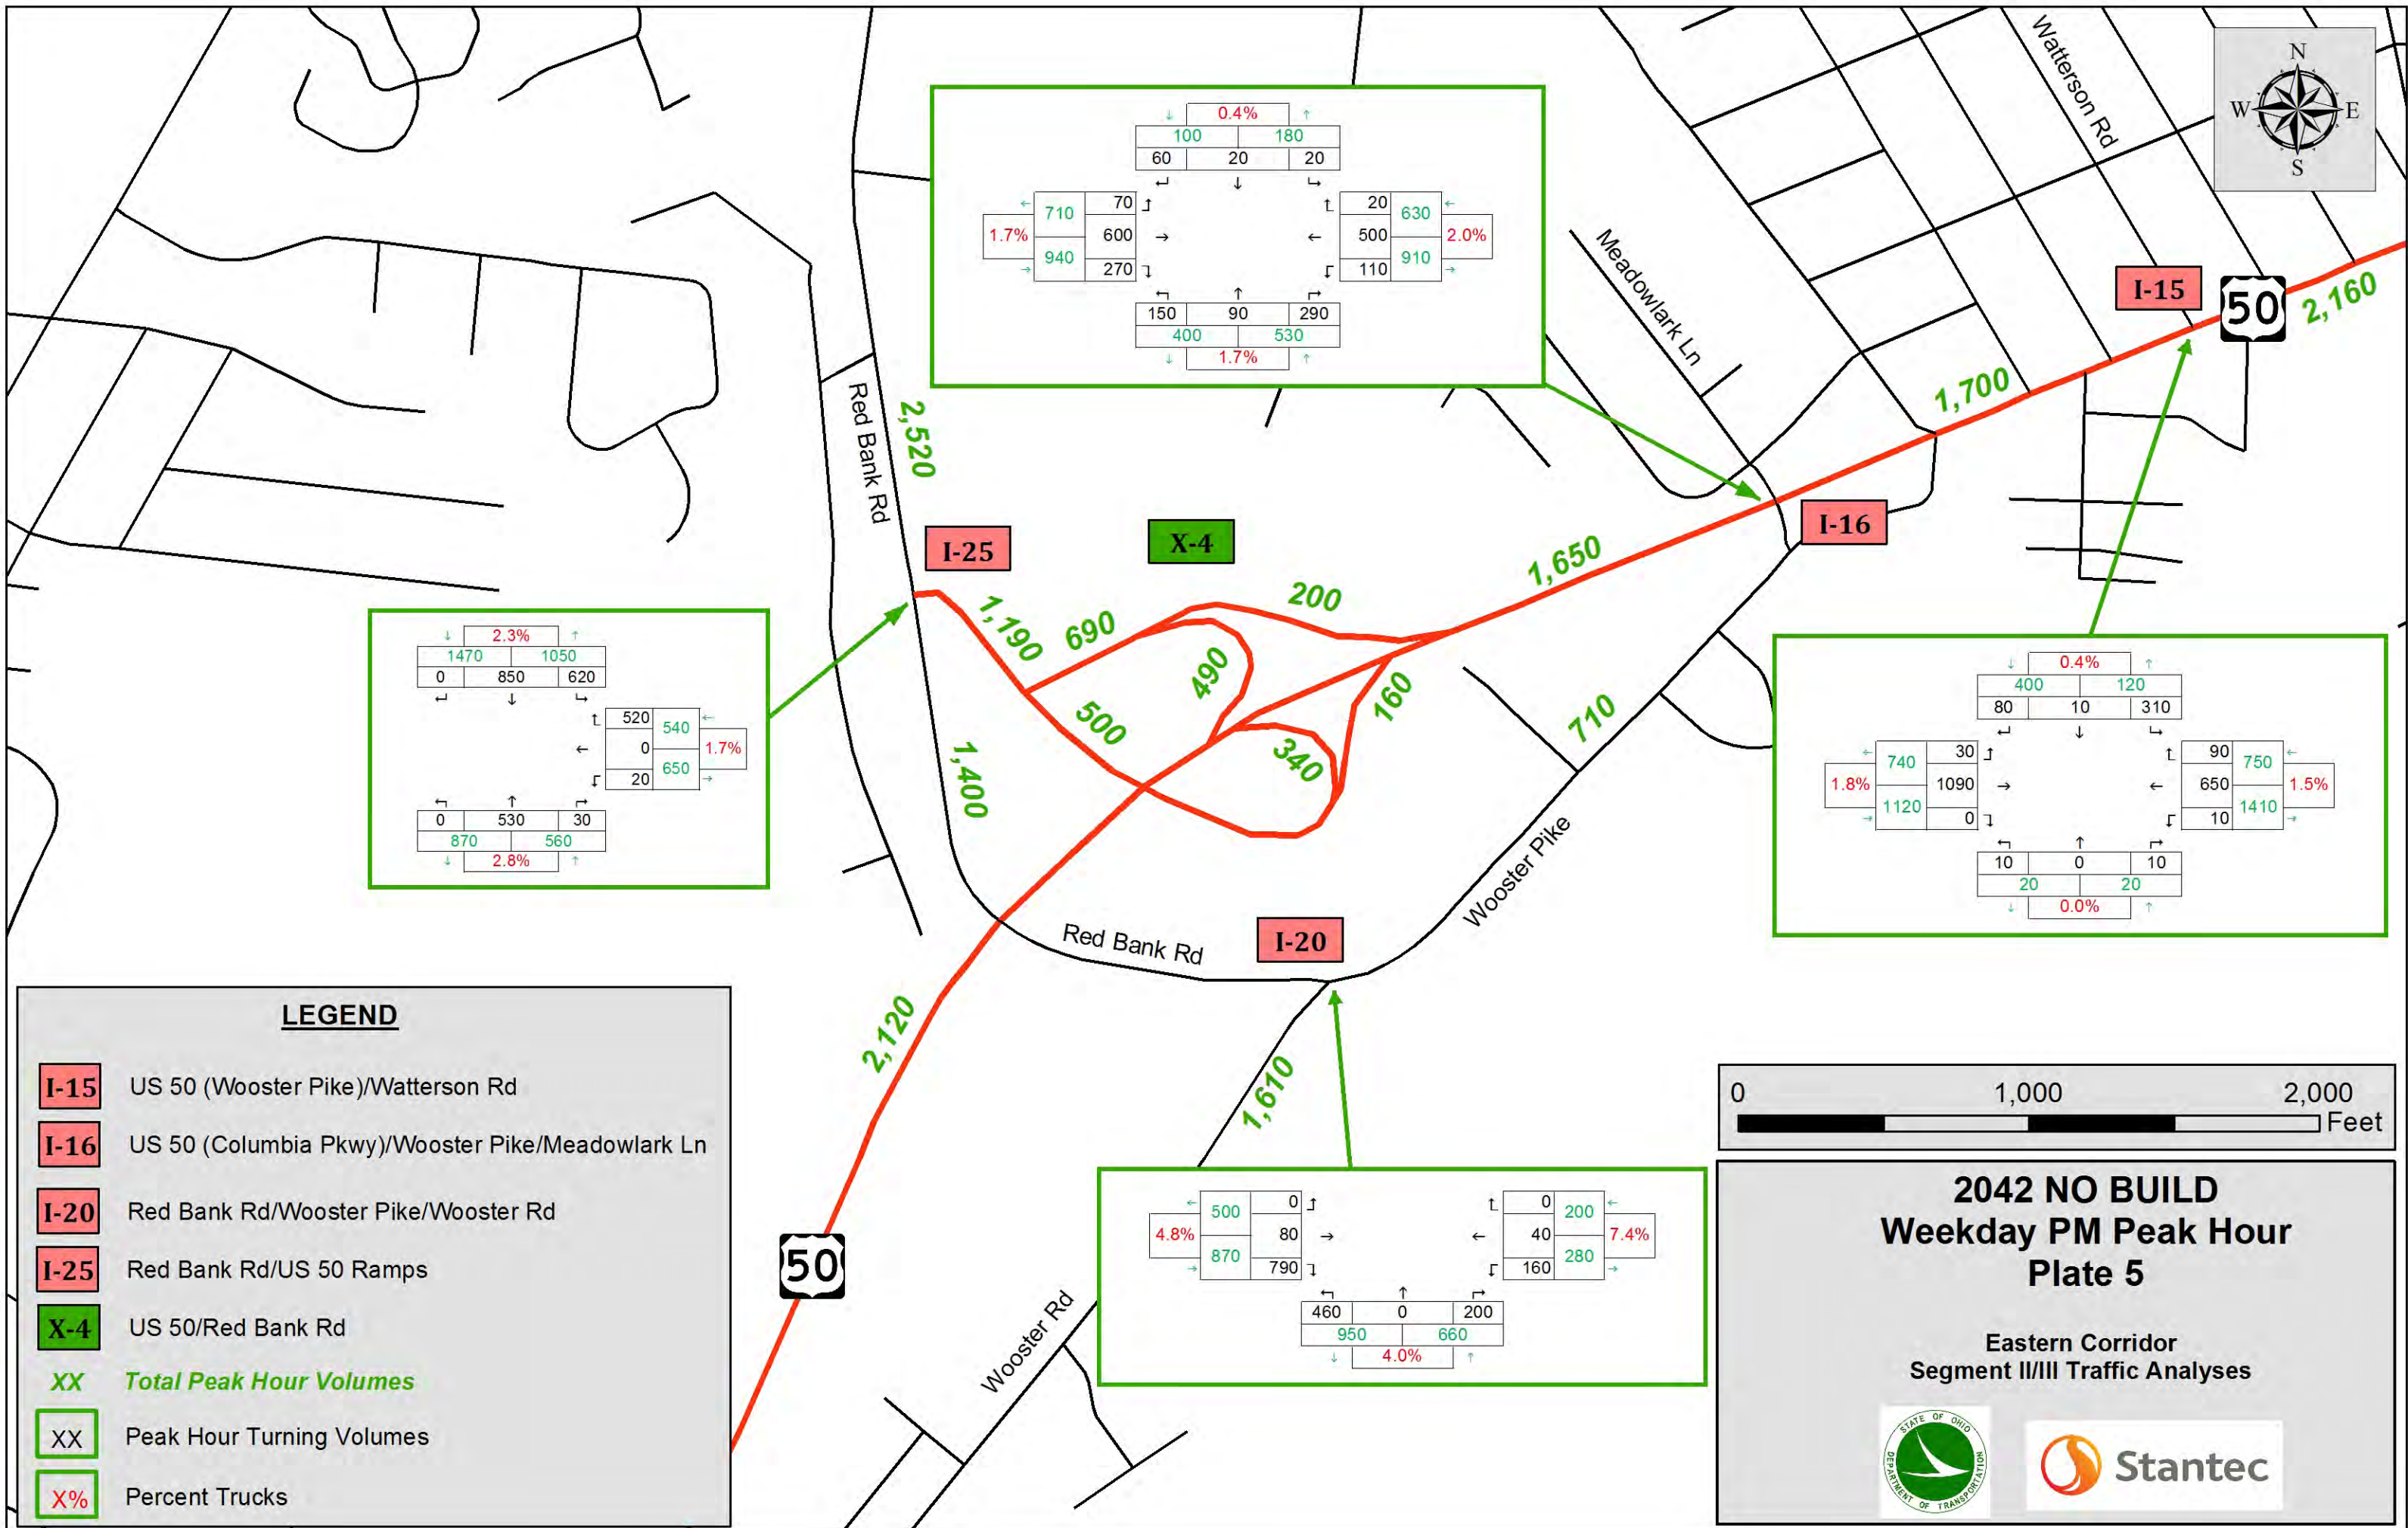 N
W E
S
Watterson Rd
0.4%
100 180
60 20 20
710 70
1.7% 600
940 270
20 630
500 2.0%
110 910
150 90 290
400 530
1.7%
Meadowlark Ln
I-15
50
2,160
1,700
Red Bank Rd
2,520
I-25
X-4
I-16
1,650
200
690
1,190
490
500
160
340
710
1,400
2.3%
1470 1050
0 850 620
520 540
0 1.7%
20 650
0 530 30
870 560
2.8%
0.4%
400 120
80 10 310
740 30
1.8% 1090
1120 0
90 750
650 1.5%
10 1410
10 0 10
20 20
0.0%
Wooster Pike
Red Bank Rd
I-20
2,120
1,610
50
Wooster Rd
500 0
4.8% 80
870 790
0 200
40 7.4%
160 280
460 0 200
950 660
4.0%
LEGEND
I-15 US 50 (Wooster Pike)/Watterson Rd
I-16 US 50 (Columbia Pkwy)/Wooster Pike/Meadowlark Ln
I-20 Red Bank Rd/Wooster Pike/Wooster Rd
I-25 Red Bank Rd/US 50 Ramps
X-4 US 50/Red Bank Rd
XX Total Peak Hour Volumes
XX Peak Hour Turning Volumes
X% Percent Trucks
0 1,000 2,000
Feet
2042 NO BUILD
Weekday PM Peak Hour
Plate 5
Eastern Corridor
Segment II/III Traffic Analyses
STATE OF OHIO
DEPARTMENT OF TRANSPORTATION
Stantec